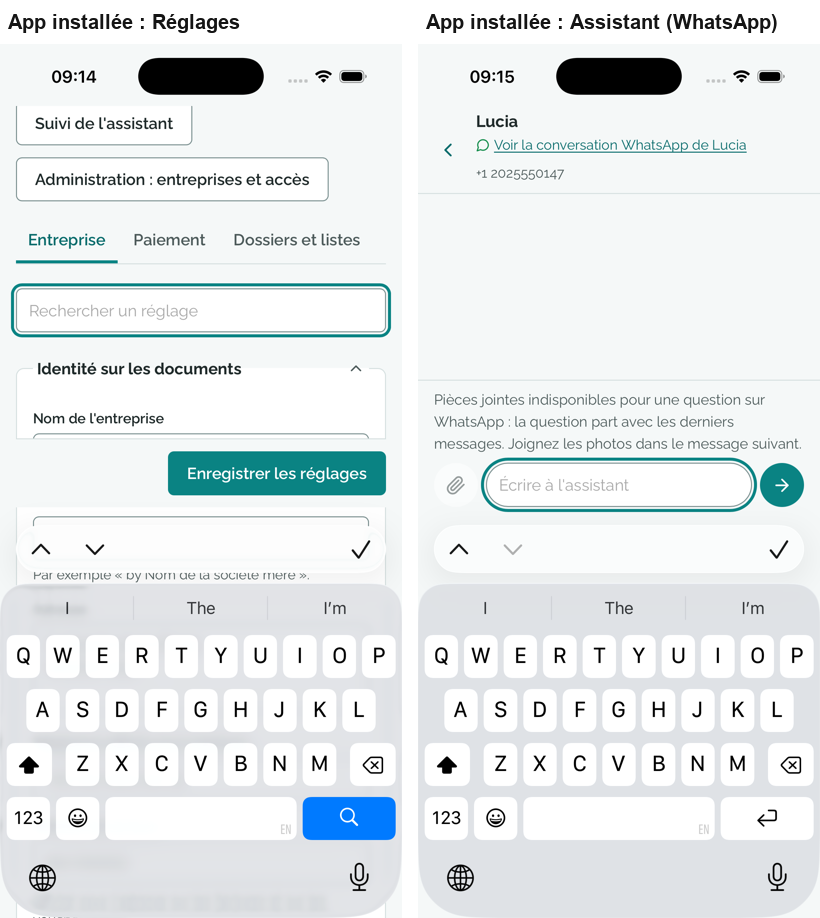 App installée : Réglages
09:14
Suivi de l'assistant
Administration : entreprises et accès
Entreprise Paiement Dossiers et listes
Rechercher un réglage
Identité sur les documents
Nom de l'entreprise
Enregistrer les réglages
Par exemple « by Nom de la société mère ».
I The I'm
Q W E R T Y U I O P
A S D F G H J K L
Z X C V B N M
123
EN
App installée : Assistant (WhatsApp)
09:15
Lucia
Voir la conversation WhatsApp de Lucia
+1 2025550147
Pièces jointes indisponibles pour une question sur
WhatsApp : la question part avec les derniers
messages. Joignez les photos dans le message suivant.
Écrire à l'assistant
I The I'm
Q W E R T Y U I O P
A S D F G H J K L
Z X C V B N M
123
EN